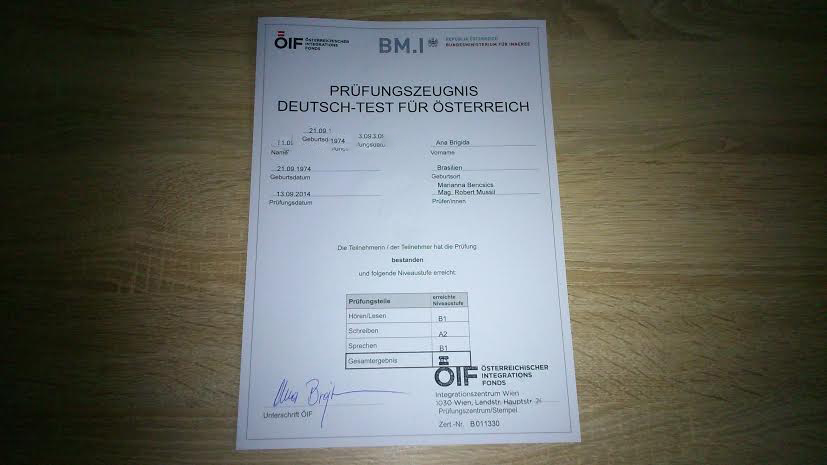 ÖIF ÖSTERREICHISCHER
INTEGRATIONS
FONDS
BM.I REPUBLIK ÖSTERREICH
BUNDESMINISTERIUM FÜR INNERES
PRÜFUNGSZEUGNIS
DEUTSCH-TEST FÜR ÖSTERREICH
21.09.
1974
Ana Brigida
Name
Vorname
21.09.1974
Brasilien
Geburtsdatum
Geburtsort
Marianna Bencsics
13.09.2014
Mag. Robert Mussil
Prüfungsdatum
Prüfer/innen
Die Teilnehmerin / der Teilnehmer hat die Prüfung
bestanden
und folgende Niveaustufe erreicht:
Prüfungsteile erreichte
Niveaustufe
Hören/Lesen B1
Schreiben A2
Sprechen B1
Gesamtergebnis
ÖIF ÖSTERREICHISCHER
INTEGRATIONS
FONDS
Integrationszentrum Wien
1030 Wien, Landstr. Hauptstr.
Unterschrift ÖIF
Prüfungszentrum/Stempel
Zert.-Nr. B011330